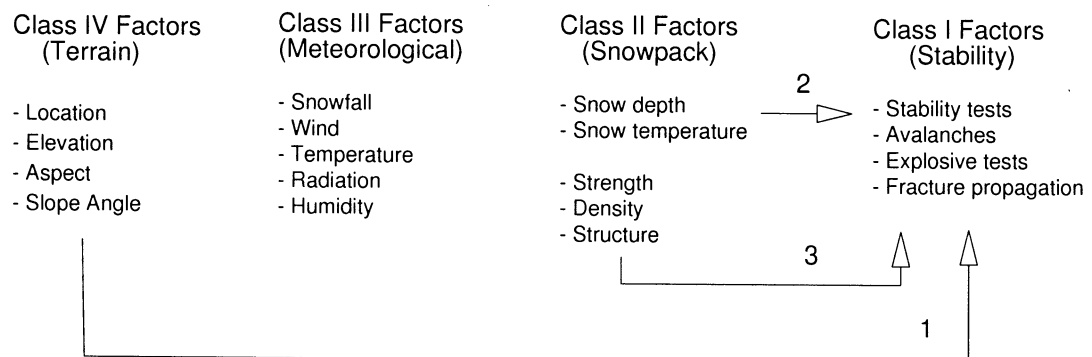 Class IV Factors
(Terrain)
- Location
- Elevation
- Aspect
- Slope Angle
Class III Factors
(Meteorological)
- Snowfall
- Wind
- Temperature
- Radiation
- Humidity
Class II Factors
(Snowpack)
- Snow depth
- Snow temperature
- Strength
- Density
- Structure
2
Class I Factors
(Stability)
- Stability tests
- Avalanches
- Explosive tests
- Fracture propagation
3
1